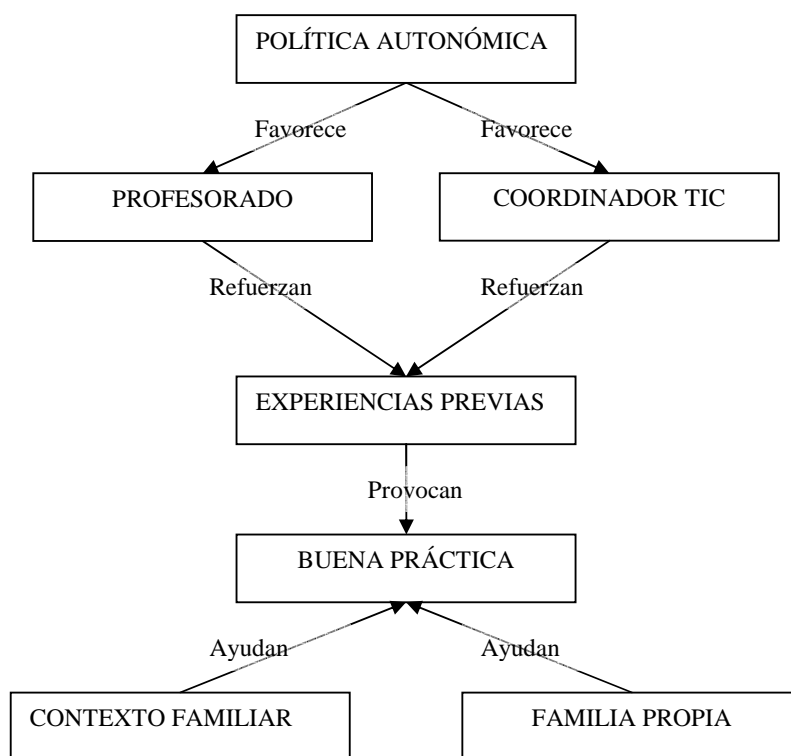 POLÍTICA AUTONÓMICA
Favorece
Favorece
PROFESORADO
COORDINADOR TIC
Refuerzan
Refuerzan
EXPERIENCIAS PREVIAS
Provocan
BUENA PRÁCTICA
Ayudan
Ayudan
CONTEXTO FAMILIAR
FAMILIA PROPIA